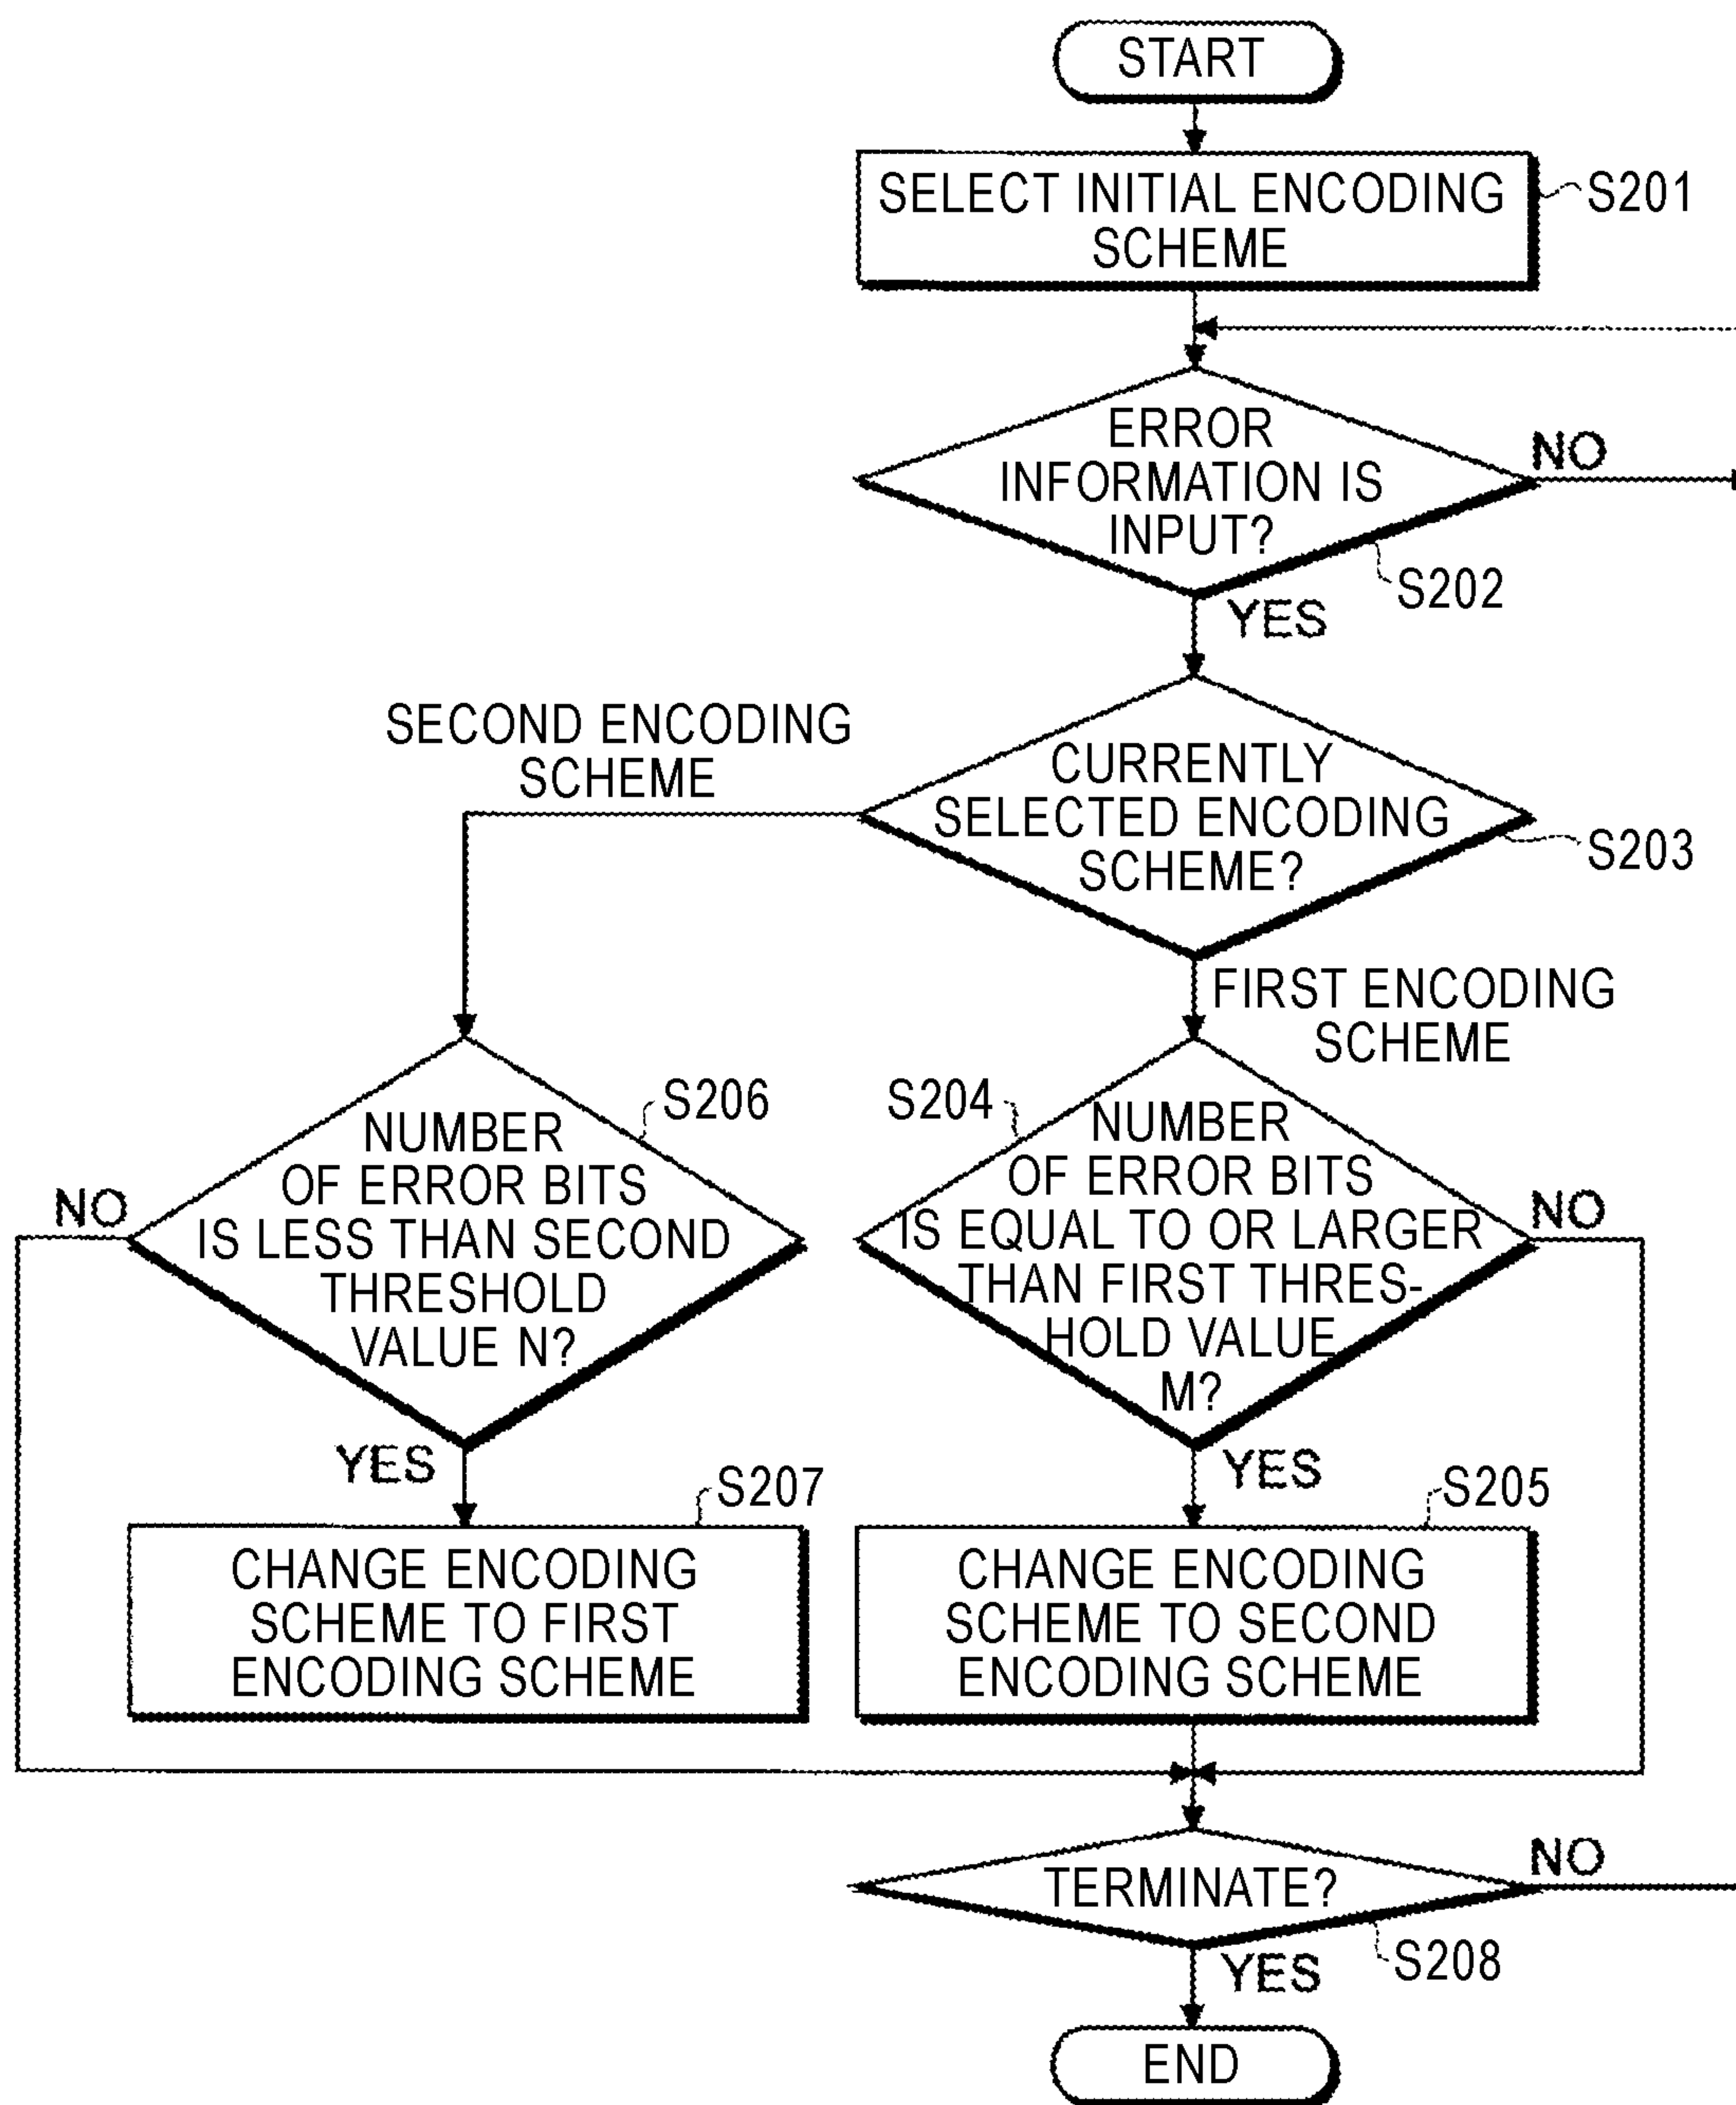 START
SELECT INITIAL ENCODING
SCHEME
S201
ERROR
INFORMATION IS
INPUT?
NO
S202
YES
SECOND ENCODING
SCHEME
CURRENTLY
SELECTED ENCODING
SCHEME?
S203
FIRST ENCODING
SCHEME
S206
NUMBER
OF ERROR BITS
IS LESS THAN SECOND
THRESHOLD
VALUE N?
NO
YES
S204
NUMBER
OF ERROR BITS
IS EQUAL TO OR LARGER
THAN FIRST THRES-
HOLD VALUE
M?
NO
YES
S207
CHANGE ENCODING
SCHEME TO FIRST
ENCODING SCHEME
S205
CHANGE ENCODING
SCHEME TO SECOND
ENCODING SCHEME
TERMINATE?
NO
S208
YES
END